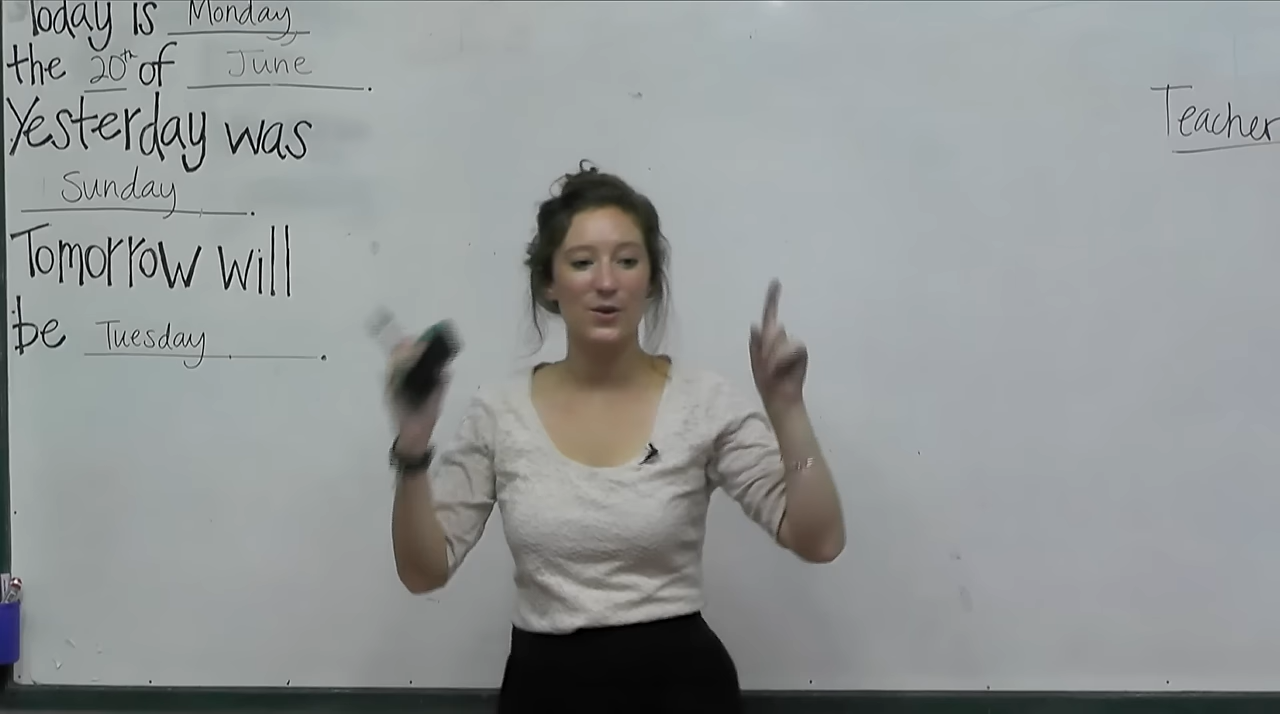 Today is Monday,
the 20th of June.
Yesterday was
Sunday.
Tomorrow will
be Tuesday.
Teacher